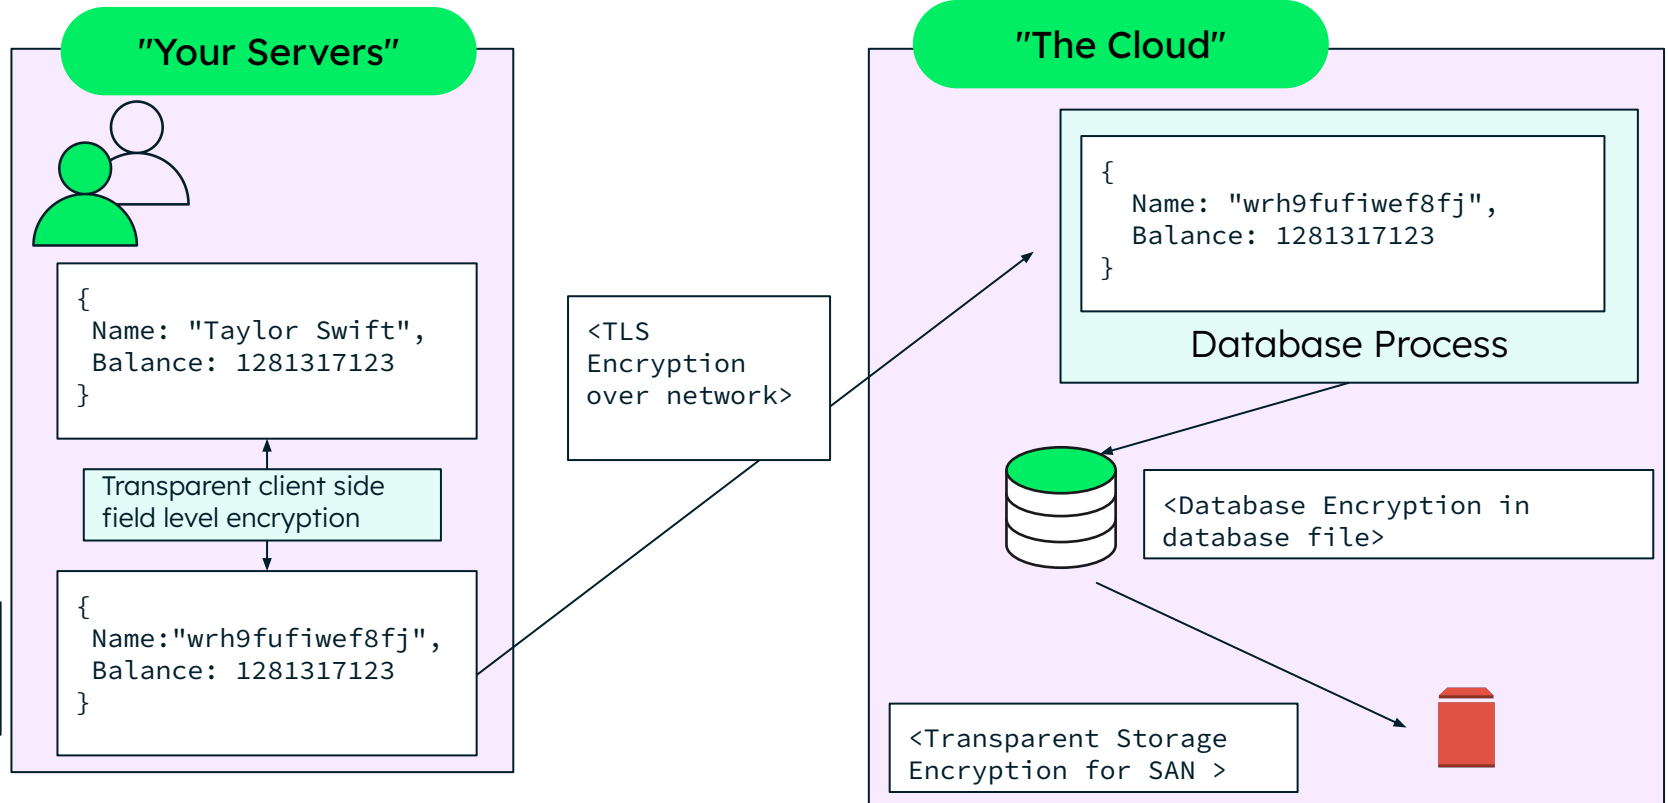 "Your Servers"
{
Name: "Taylor Swift",
Balance: 1281317123
}
Transparent client side
field level encryption
{
Name:"wrh9fufiwef8fj",
Balance: 1281317123
}
<TLS
Encryption
over network>
"The Cloud"
{
Name: "wrh9fufiwef8fj",
Balance: 1281317123
}
Database Process
<Database Encryption in
database file>
<Transparent Storage
Encryption for SAN >